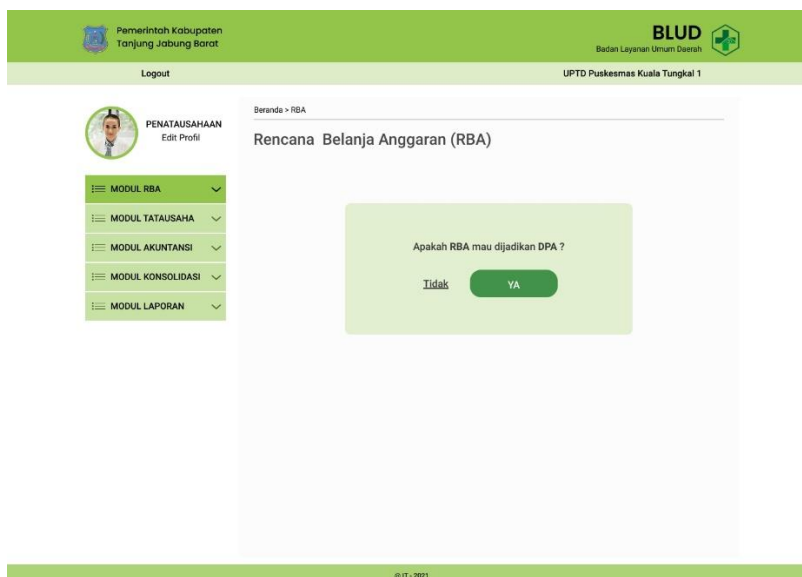 Pemerintah Kabupaten
Tanjung Jabung Barat
BLUD
Badan Layanan Umum Daerah
Logout
UPTD Puskesmas Kuala Tungkal 1
PENATAUSAHAAN
Edit Profil
Beranda > RBA
Rencana Belanja Anggaran (RBA)
MODUL RBA
MODUL TATAUSAHA
MODUL AKUNTANSI
MODUL KONSOLIDASI
MODUL LAPORAN
Apakah RBA mau dijadikan DPA ?
Tidak
YA
© IT - 2021